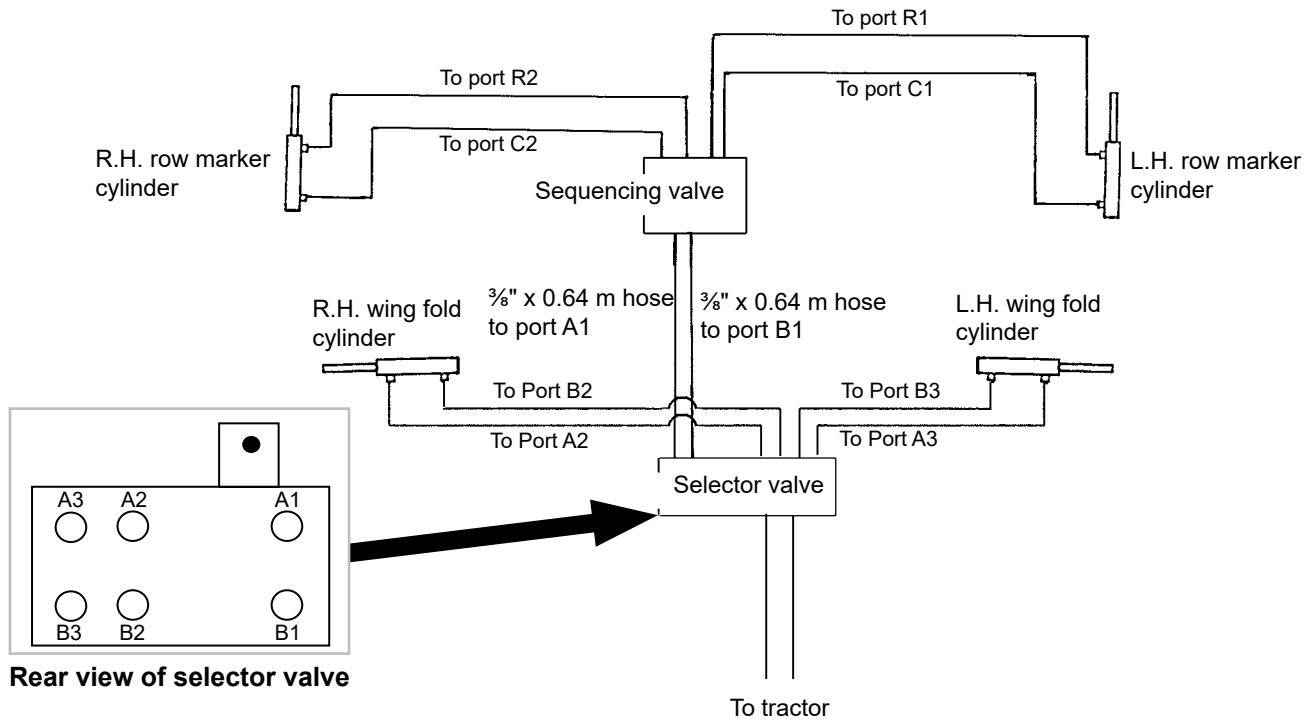 To port R1
To port R2
To port C1
To port C2
R.H. row marker
cylinder
L.H. row marker
cylinder
Sequencing valve
R.H. wing fold
cylinder
⅜" x 0.64 m hose
to port A1
⅜" x 0.64 m hose
to port B1
L.H. wing fold
cylinder
To Port B2
To Port B3
To Port A2
To Port A3
Selector valve
A3 A2 A1
B3 B2 B1
Rear view of selector valve
To tractor